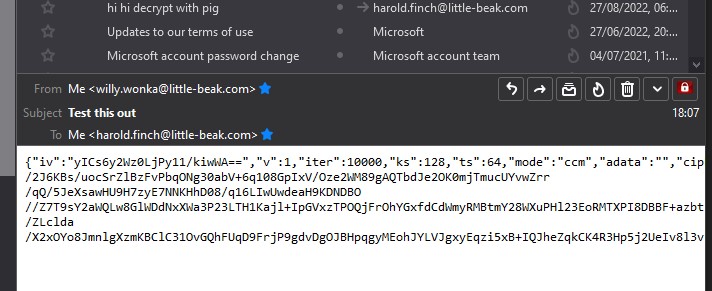 hi hi decrypt with pig harold.finch@little-beak.com 27/08/2022, 06:...
Updates to our terms of use Microsoft 27/06/2022, 20:...
Microsoft account password change Microsoft account team 04/07/2021, 11:...
From Me <willy.wonka@little-beak.com>
Subject Test this out 18:07
To Me <harold.finch@little-beak.com>
{"iv":"yICs6y2Wz0LjPy11/kiwWA==","v":1,"iter":10000,"ks":128,"ts":64,"mode":"ccm","adata":"","cip
/2J6KBs/uocSrZlBzFvPbqONg30abV+6q108GpIxV/Oze2WM89gAQTbdJe2OK0mjTmucUYvwZrr
/qQ/5JeXsawHU9H7zyE7NNKHhD08/q16LIwUwdeaH9KDNDBO
//Z7T9sY2aWQLw8GlWDdNxXWa3P23LTH1Kajl+IpGVxzTPOQjFrOhYGxfdCdWmyRMBtmY28WXuPHl23EoRMTXPI8DBBF+azbt
/ZLclda
/X2xOYo8JmnlgXzmKBClC31OvGQhFUqD9FrjP9gdvDgOJBHpqgyMEohJYLVJgxyEqzi5xB+IQJheZqkCK4R3Hp5j2UeIv8l3v